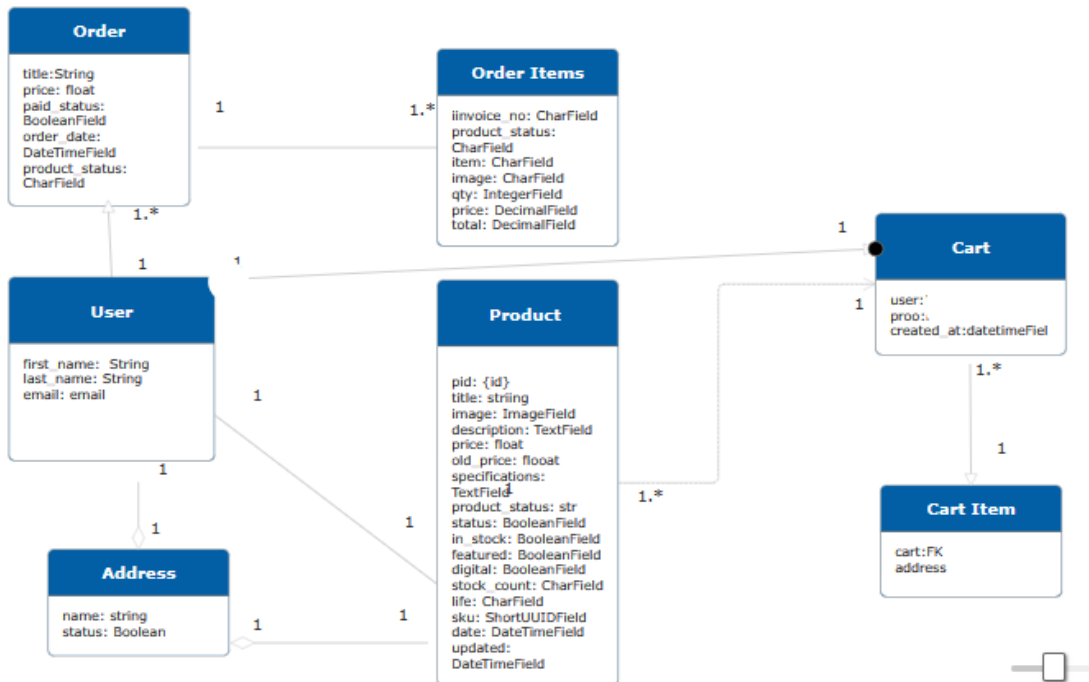 Order
title:String
price: float
paid_status:
BooleanField
order_date:
DateTimeField
product_status:
CharField
1
1.*
Order Items
iinvoice_no: CharField
product_status:
CharField
item: CharField
image: CharField
qty: IntegerField
price: DecimalField
total: DecimalField
1.*
1
1
1
Cart
user:
proo:
created_at:datetimeFiel
1
User
first_name: String
last_name: String
email: email
1
1
1
1
Product
pid: {id}
title: striing
image: ImageField
description: TextField
price: float
old_price: flooat
specifications:
TextField
1
product_status: str
status: BooleanField
in_stock: BooleanField
featured: BooleanField
digital: BooleanField
stock_count: CharField
life: CharField
sku: ShortUUIDField
date: DateTimeField
updated:
DateTimeField
1.*
1.*
1
Cart Item
cart:FK
address
1
Address
name: string
status: Boolean
1
1